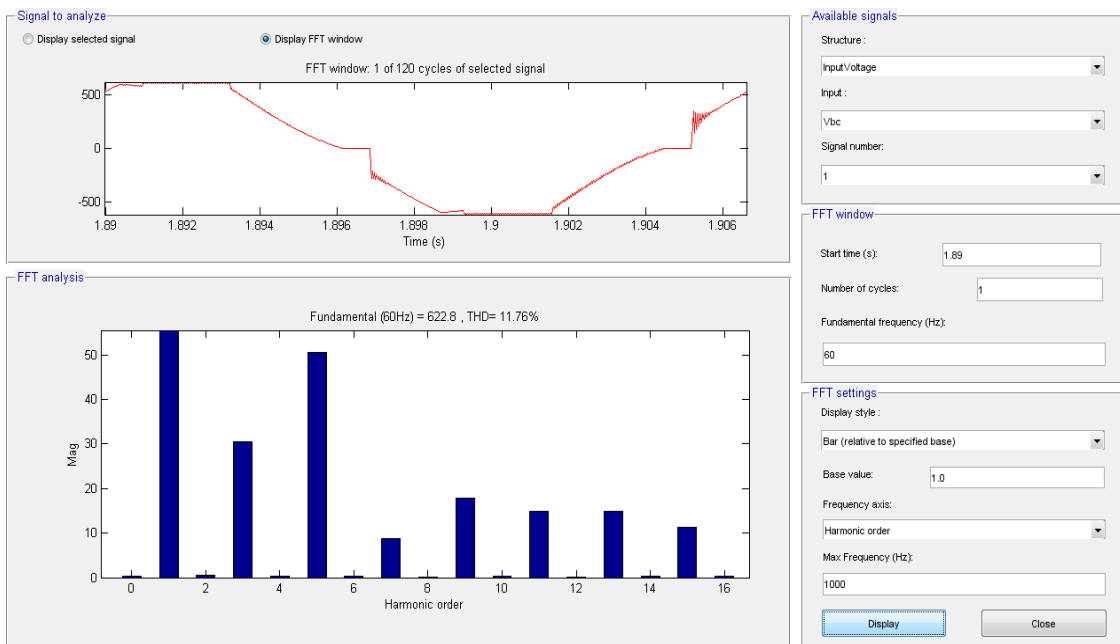 Signal to analyze
Display selected signal
Display FFT window
FFT window: 1 of 120 cycles of selected signal
500
0
-500
1.89 1.892 1.894 1.896 1.898 1.9 1.902 1.904 1.906
Time (s)
FFT analysis
Fundamental (60Hz) = 622.8 , THD= 11.76%
50
40
30
20
10
0
Mag
0 2 4 6 8 10 12 14 16
Harmonic order
Available signals
Structure :
InputVoltage
Input :
Vbc
Signal number:
1
FFT window
Start time (s):
1.89
Number of cycles:
1
Fundamental frequency (Hz):
60
FFT settings
Display style :
Bar (relative to specified base)
Base value:
1.0
Frequency axis:
Harmonic order
Max Frequency (Hz):
1000
Display
Close